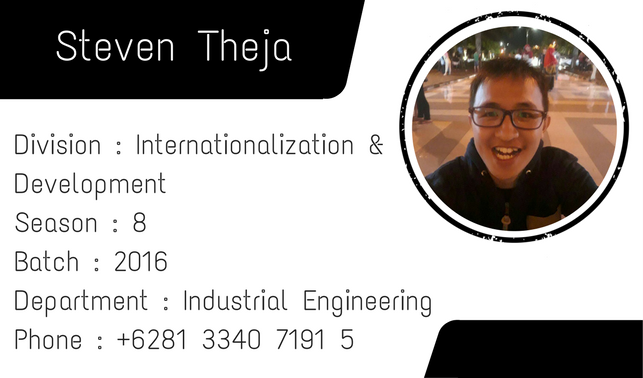 Steven Theja
Division : Internationalization &
Development
Season : 8
Batch : 2016
Department : Industrial Engineering
Phone : +6281 3340 7191 5